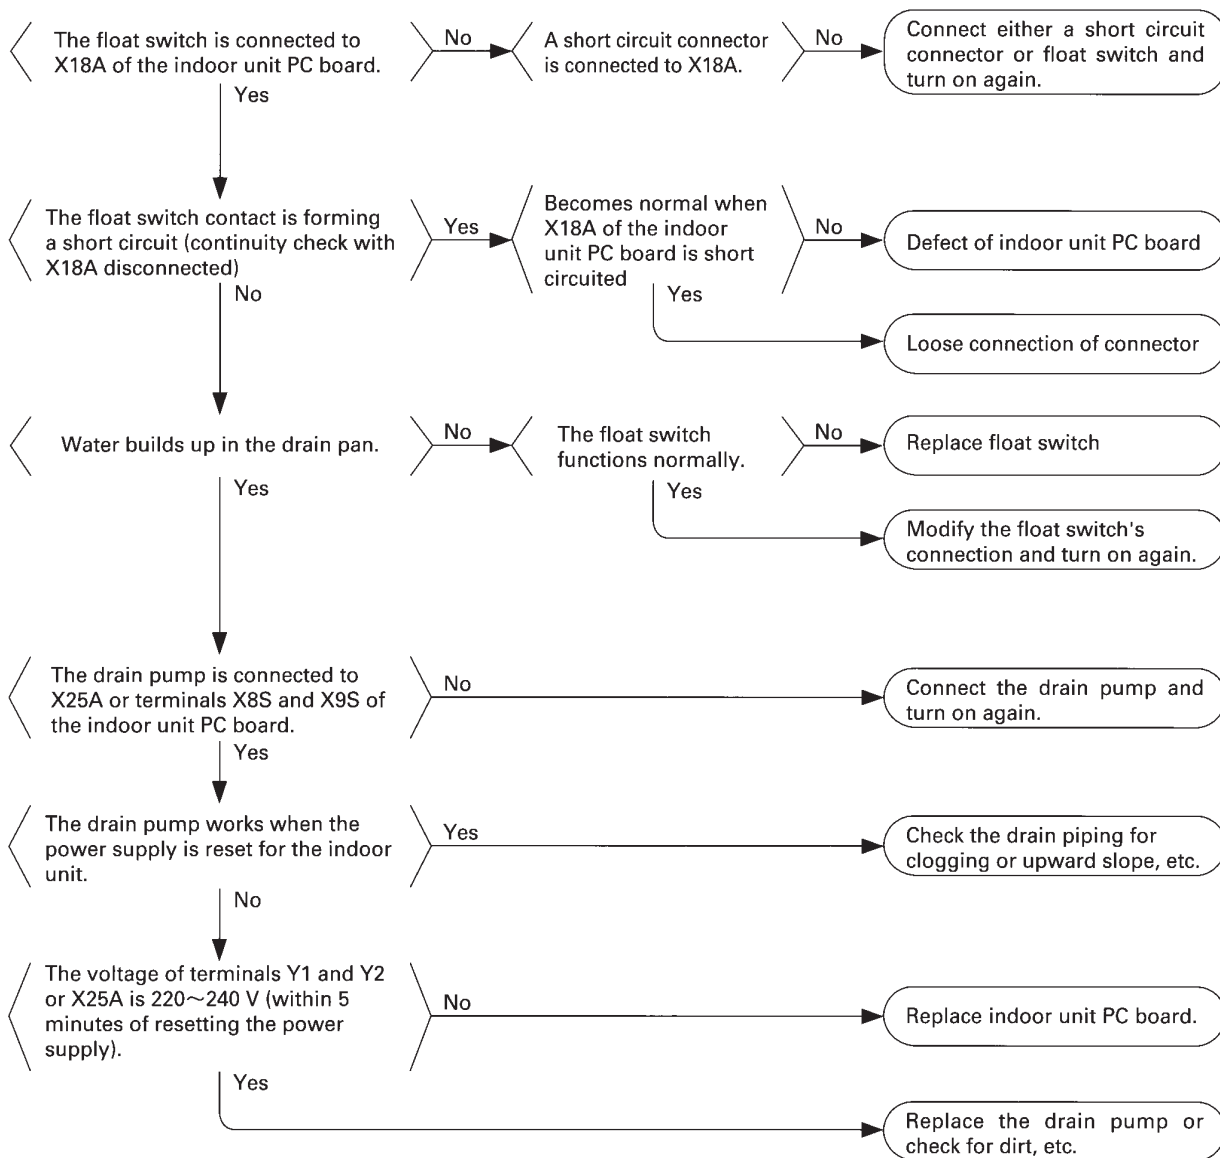 The float switch is connected to
X18A of the indoor unit PC board.
No
A short circuit connector
is connected to X18A.
No
Connect either a short circuit
connector or float switch and
turn on again.
Yes
The float switch contact is forming
a short circuit (continuity check with
X18A disconnected)
Yes
Becomes normal when
X18A of the indoor
unit PC board is short
circuited
No
Defect of indoor unit PC board
No
Yes
Loose connection of connector
Water builds up in the drain pan.
No
The float switch
functions normally.
No
Replace float switch
Yes
Yes
Modify the float switch's
connection and turn on again.
The drain pump is connected to
X25A or terminals X8S and X9S of
the indoor unit PC board.
No
Connect the drain pump and
turn on again.
Yes
The drain pump works when the
power supply is reset for the indoor
unit.
Yes
Check the drain piping for
clogging or upward slope, etc.
No
The voltage of terminals Y1 and Y2
or X25A is 220~240 V (within 5
minutes of resetting the power
supply).
No
Replace indoor unit PC board.
Yes
Replace the drain pump or
check for dirt, etc.